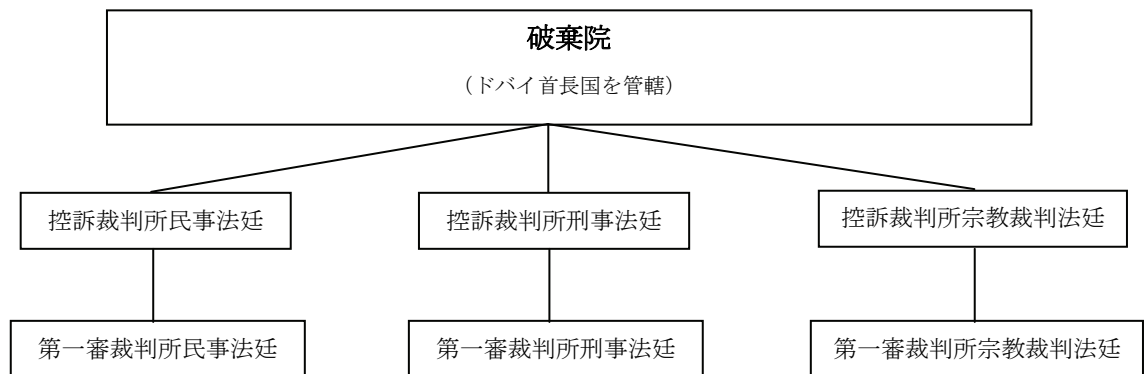 破棄院
（ドバイ首長国を管轄）
控訴裁判所民事法廷
控訴裁判所刑事法廷
控訴裁判所宗教裁判法廷
第一審裁判所民事法廷
第一審裁判所刑事法廷
第一審裁判所宗教裁判法廷